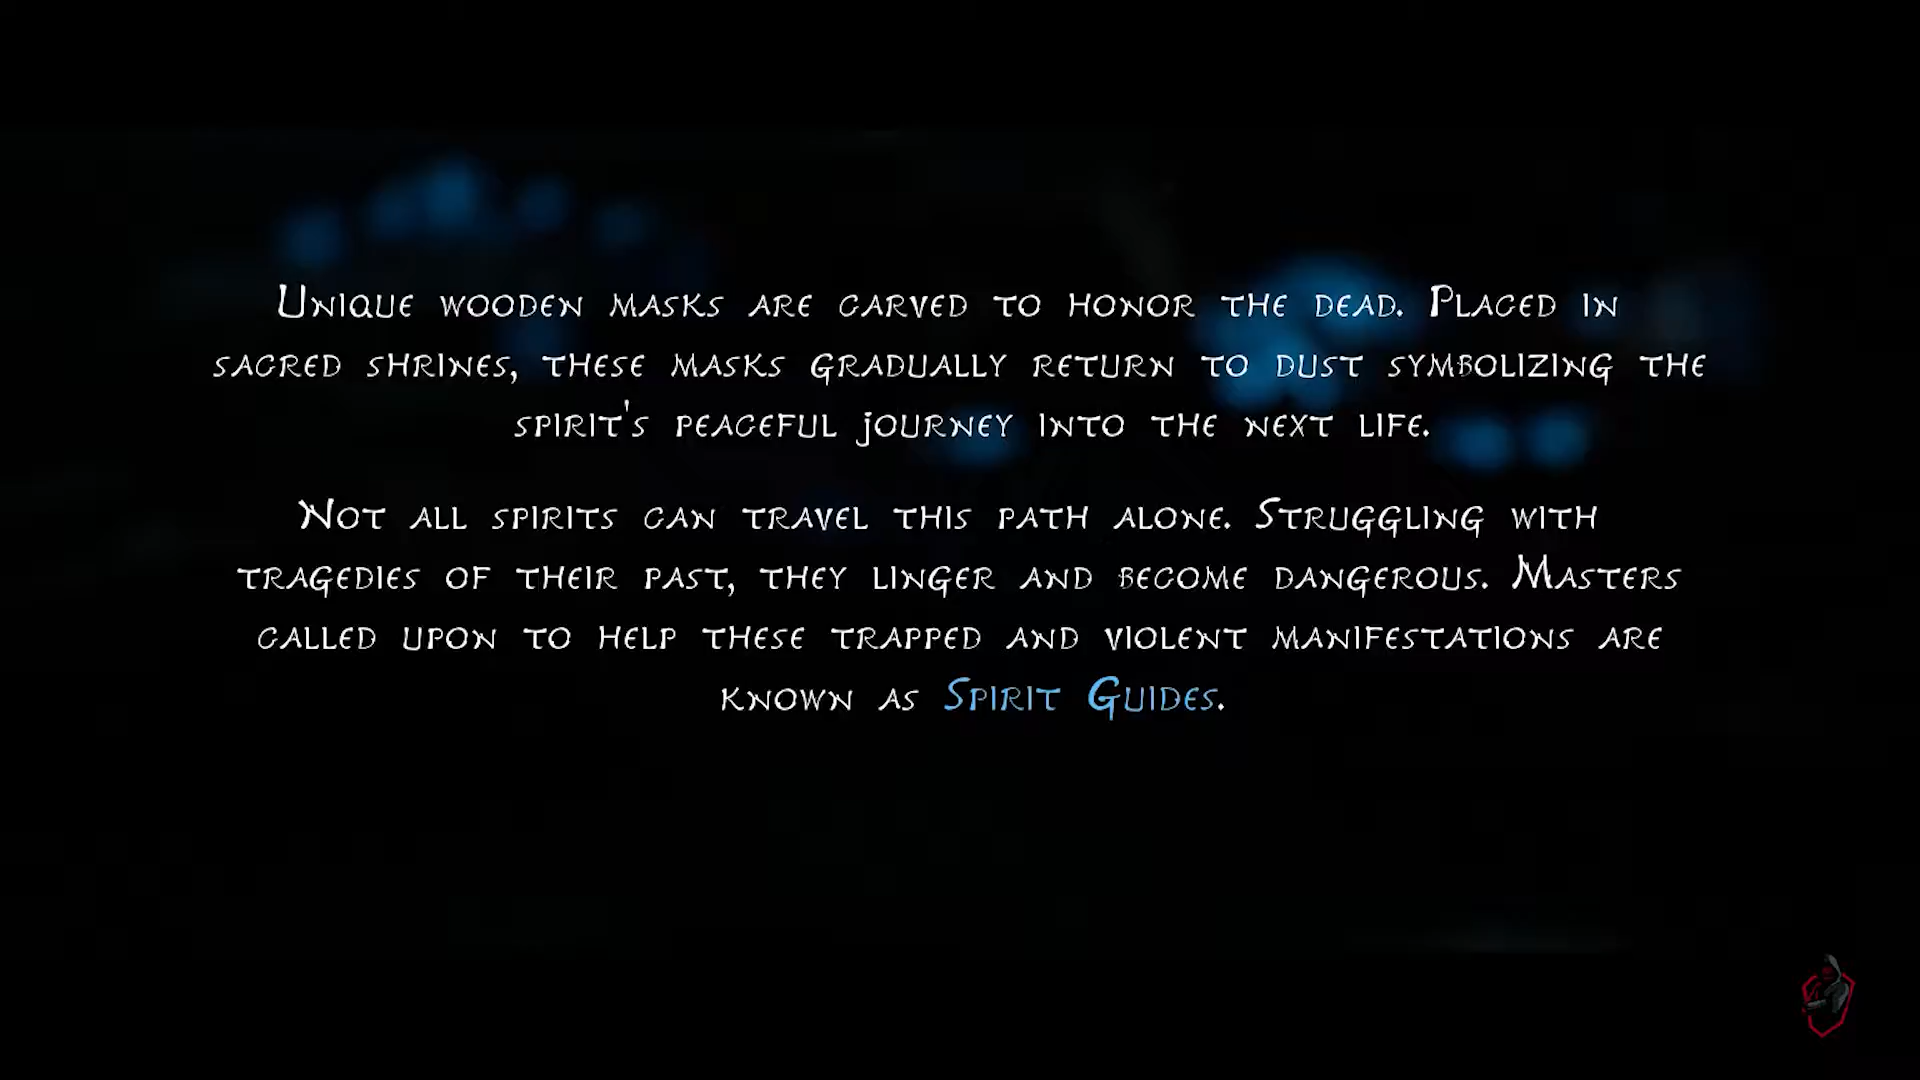 Unique wooden masks are carved to honor the dead. Placed in
sacred shrines, these masks gradually return to dust symbolizing the
spirit's peaceful journey into the next life.
Not all spirits can travel this path alone. Struggling with
tragedies of their past, they linger and become dangerous. Masters
called upon to help these trapped and violent manifestations are
known as Spirit Guides.